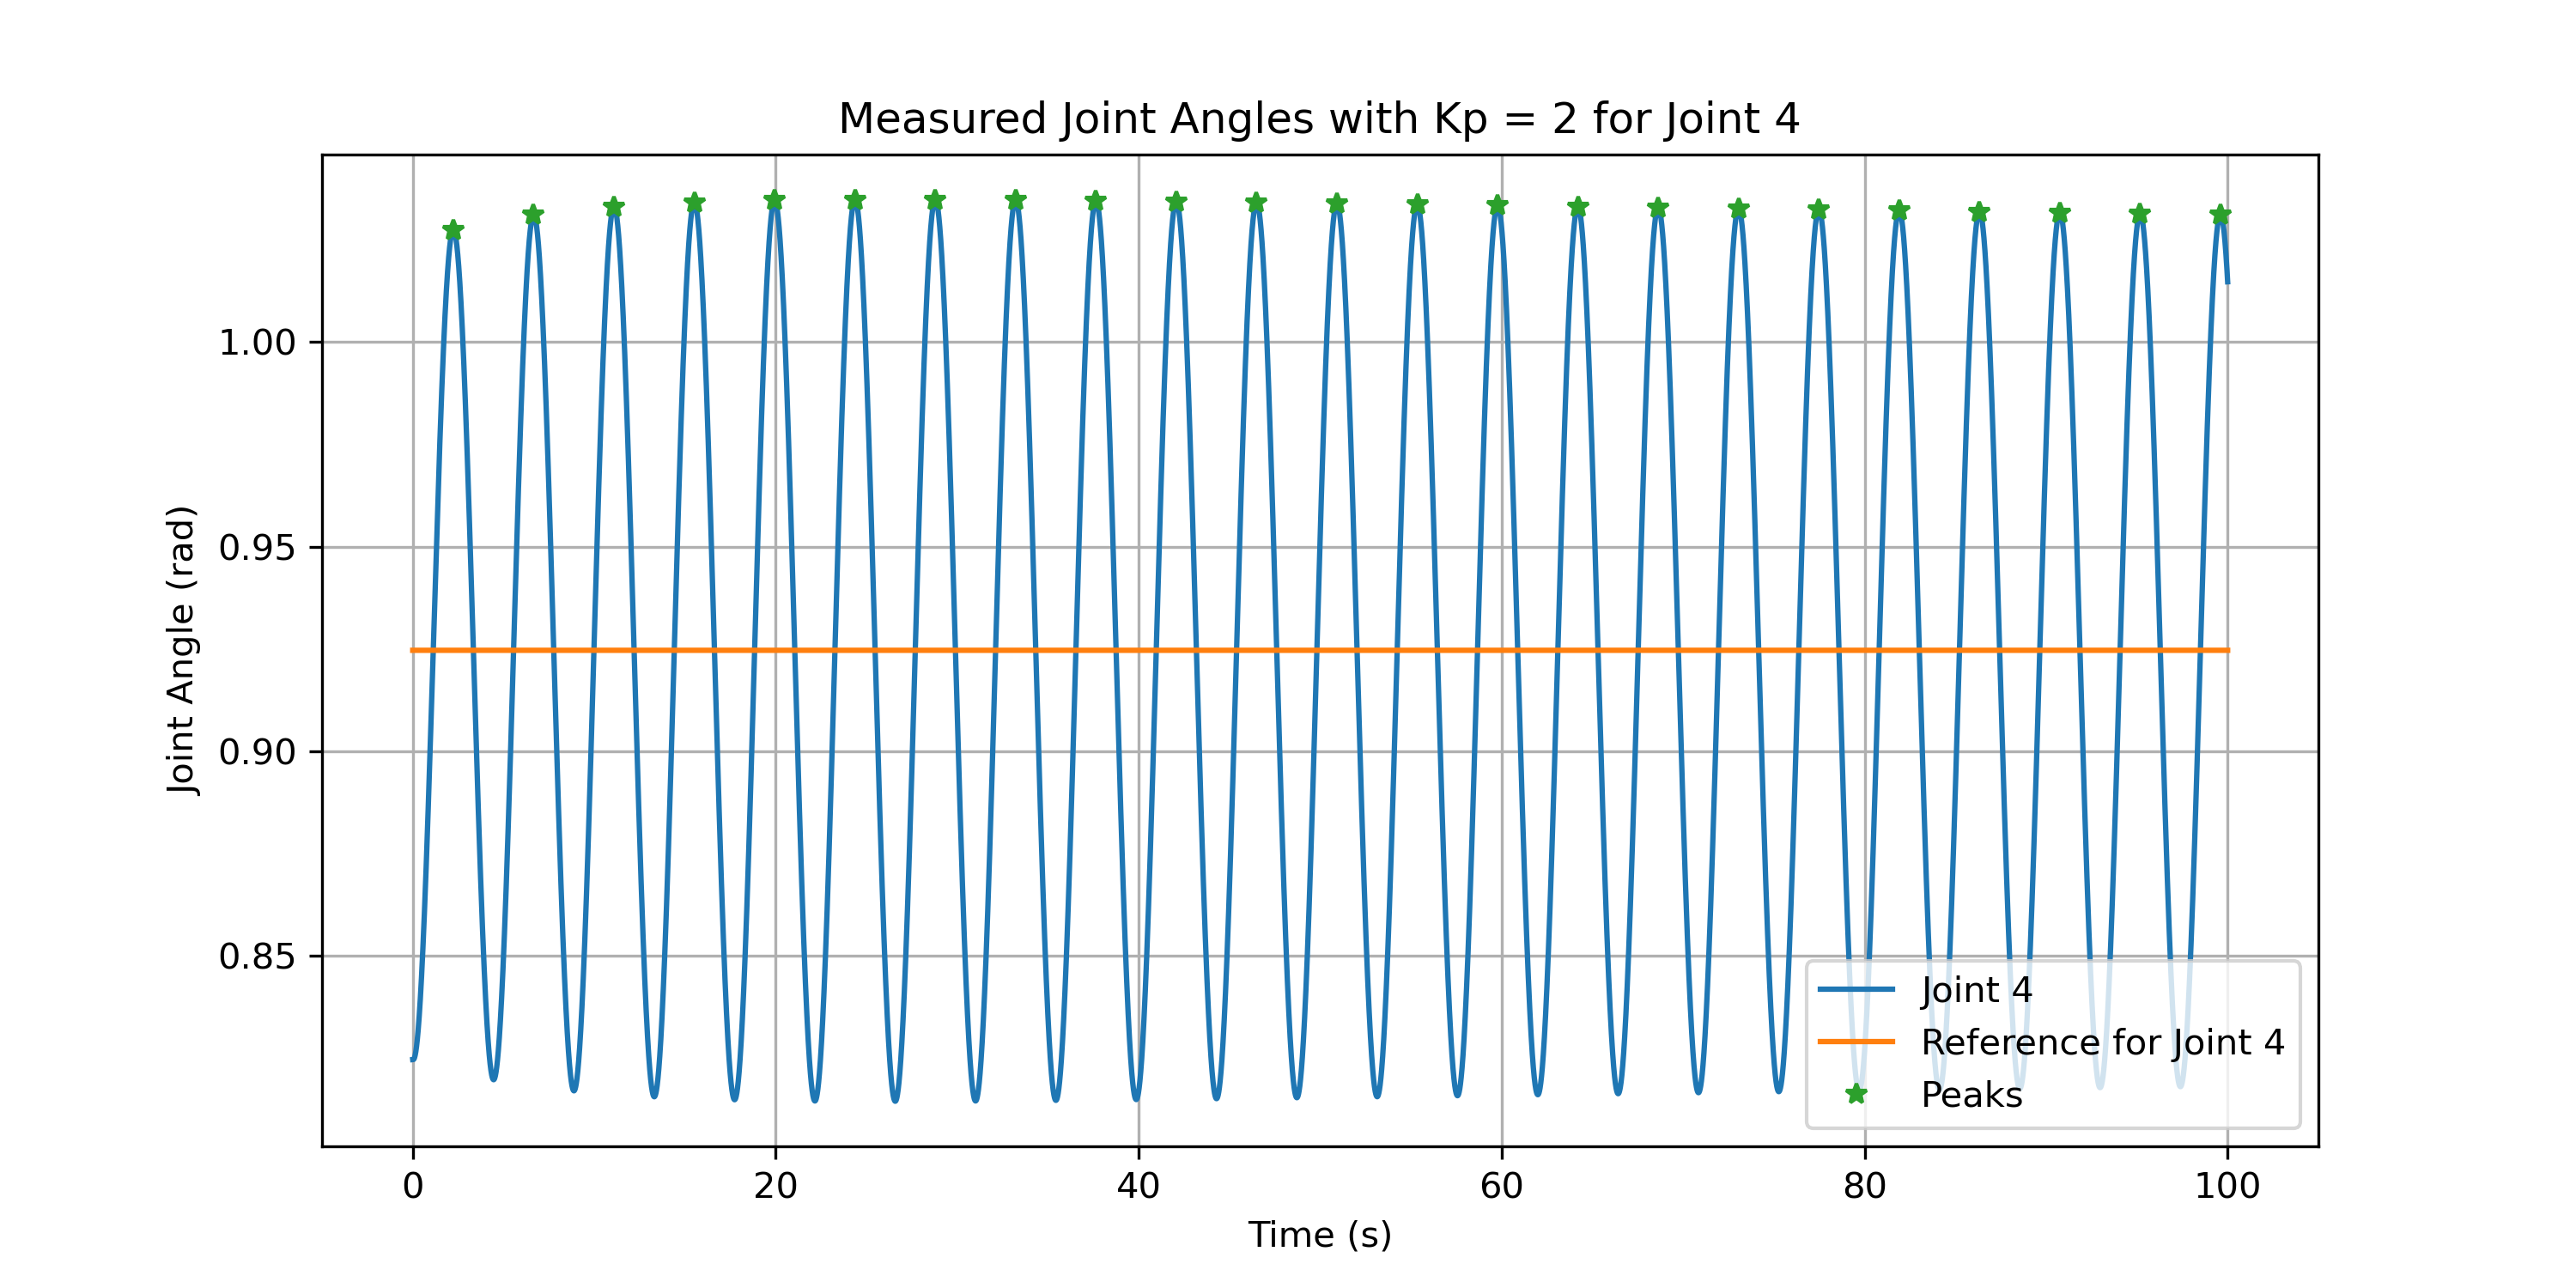 Measured Joint Angles with Kp = 2 for Joint 4
Joint Angle (rad)
1.00
0.95
0.90
0.85
Joint 4
Reference for Joint 4
Peaks
0 20 40 60 80 100
Time (s)